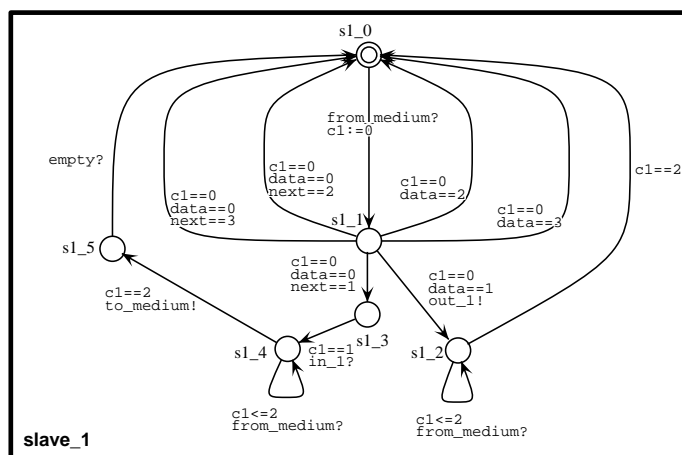 s1_0
from_medium?
c1:=0
empty?
c1==2
c1==0
data==0
next==3
c1==0
data==0
next==2
c1==0
data==2
c1==0
data==3
s1_1
s1_5
c1==0
data==0
next==1
c1==0
data==1
out_1!
c1==2
to_medium!
s1_3
s1_4
c1==1
in_1?
s1_2
c1<=2
from_medium?
c1<=2
from_medium?
slave_1